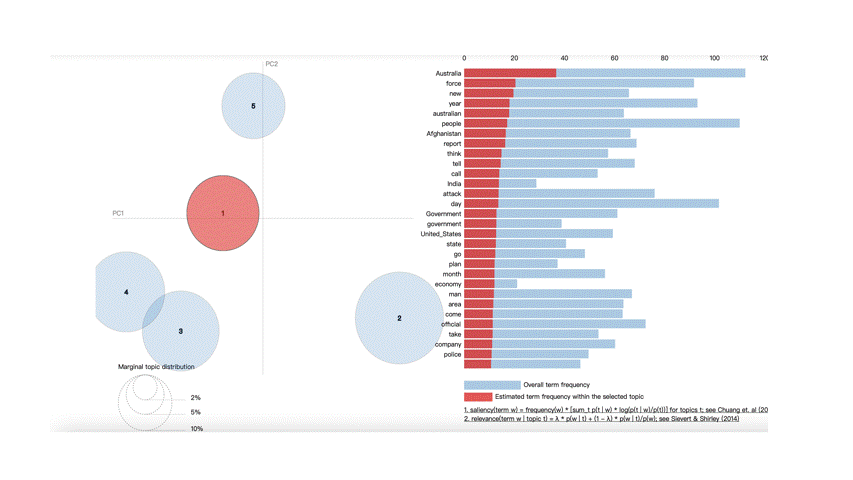 0 20 40 60 80 100 120
PC2
5
PC1
1
4
3
2
Marginal topic distribution
2%
5%
10%
Australia
force
new
year
australian
people
Afghanistan
report
think
tell
call
India
attack
day
Government
government
United_States
state
go
plan
month
economy
man
area
come
official
take
company
police
Overall term frequency
Estimated term frequency within the selected topic
1. saliency(term w) = frequency(w) * [sum_t p(t | w) * log(p(t | w)/p(t))] for topics t; see Chuang et. al (20
2. relevance(term w | topic t) = λ * p(w | t) + (1 - λ) * p(w | t)/p(w); see Sievert & Shirley (2014)